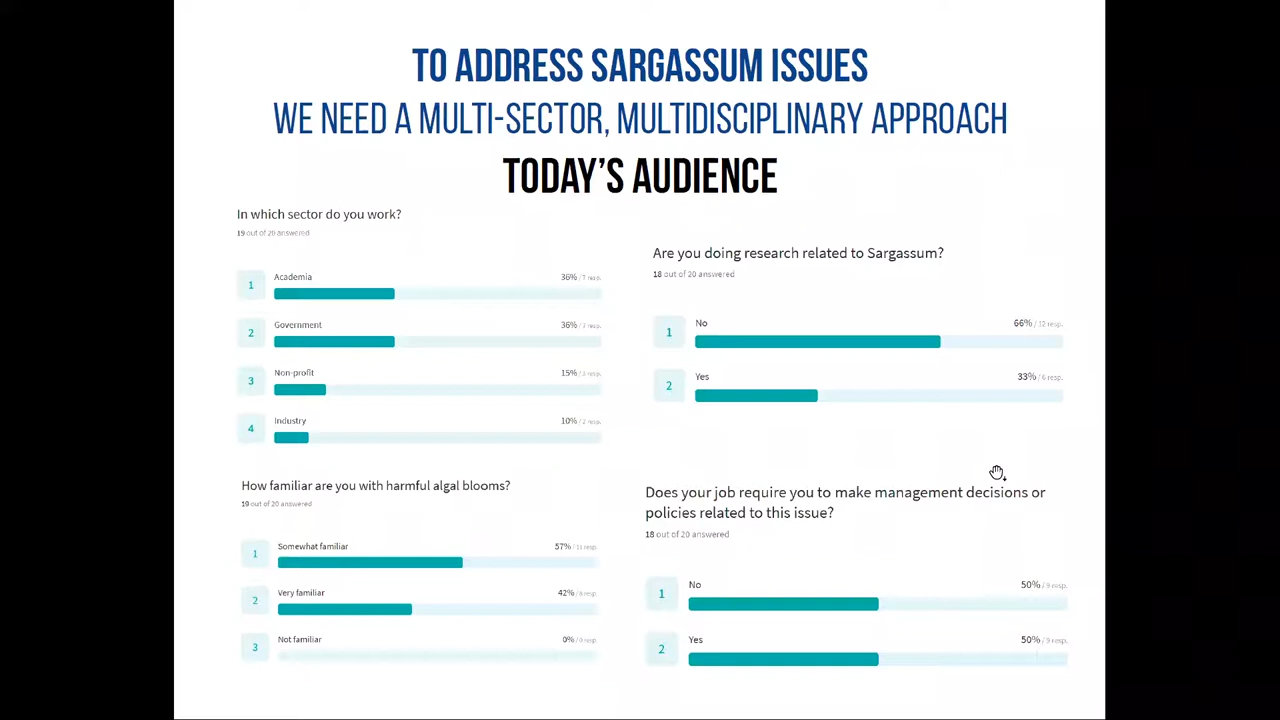 TO ADDRESS SARGASSUM ISSUES
WE NEED A MULTI-SECTOR, MULTIDISCIPLINARY APPROACH
TODAY'S AUDIENCE
In which sector do you work?
19 out of 20 answered
1 Academia 36% / 7 resp.
2 Government 36% / 7 resp.
3 Non-profit 15% / 3 resp.
4 Industry 10% / 2 resp.
How familiar are you with harmful algal blooms?
19 out of 20 answered
1 Somewhat familiar 57% / 11 resp.
2 Very familiar 42% / 8 resp.
3 Not familiar 0% / 0 resp.
Are you doing research related to Sargassum?
18 out of 20 answered
1 No 66% / 12 resp.
2 Yes 33% / 6 resp.
Does your job require you to make management decisions or
policies related to this issue?
18 out of 20 answered
1 No 50% / 9 resp.
2 Yes 50% / 9 resp.